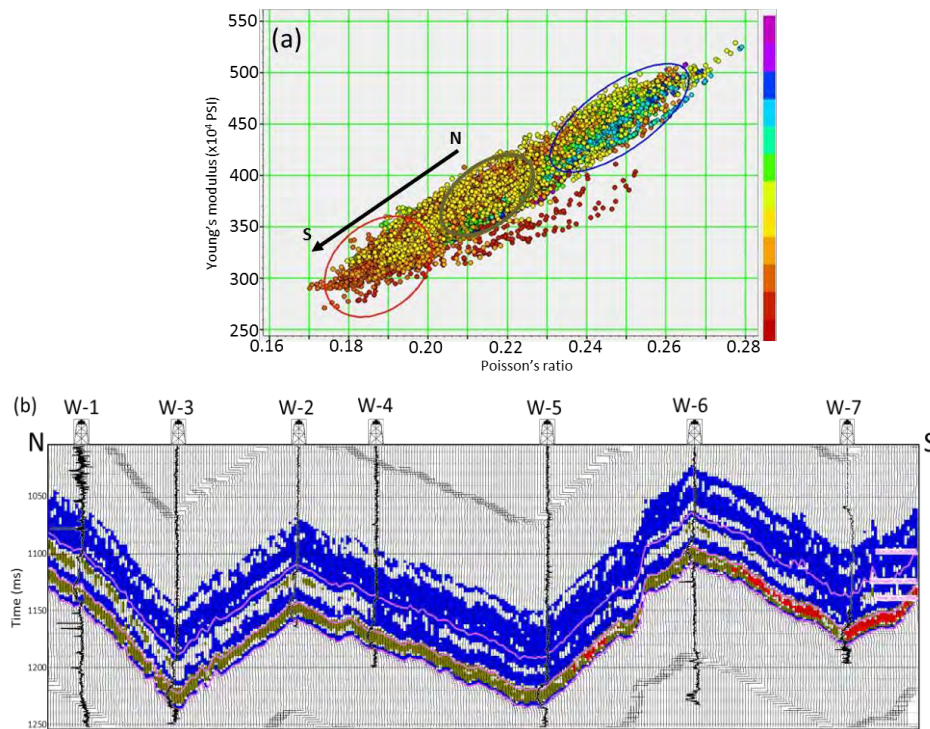 (a)
550
500
450
400
350
300
250
Young's modulus (x10⁴ PSI)
N
S
0.16 0.18 0.20 0.22 0.24 0.26 0.28
Poisson's ratio
(b)
W-1 W-3 W-2 W-4 W-5 W-6 W-7
N S
1050
1100
1150
1200
1250
Time (ms)